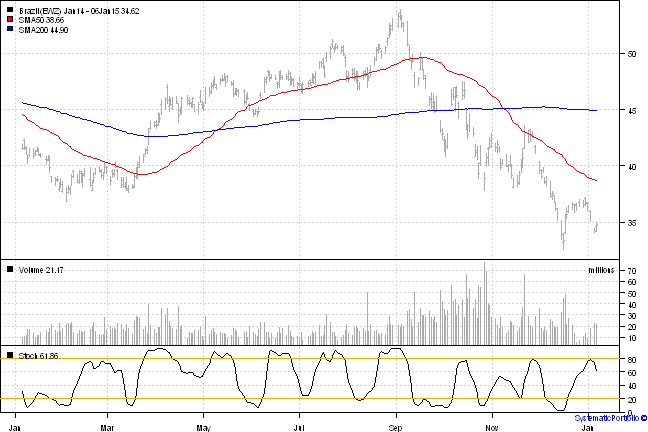 Brazil(EWZ) Jan14 - 06Jan15 34.62
SMA50 38.66
SMA200 44.90
50
45
40
35
Volume 21.17
millions
70
60
50
40
30
20
10
Stoch 61.86
80
60
40
20
0
Jan
Mar
May
Jul
Sep
Nov
Jan
SystematicPortfolio ©